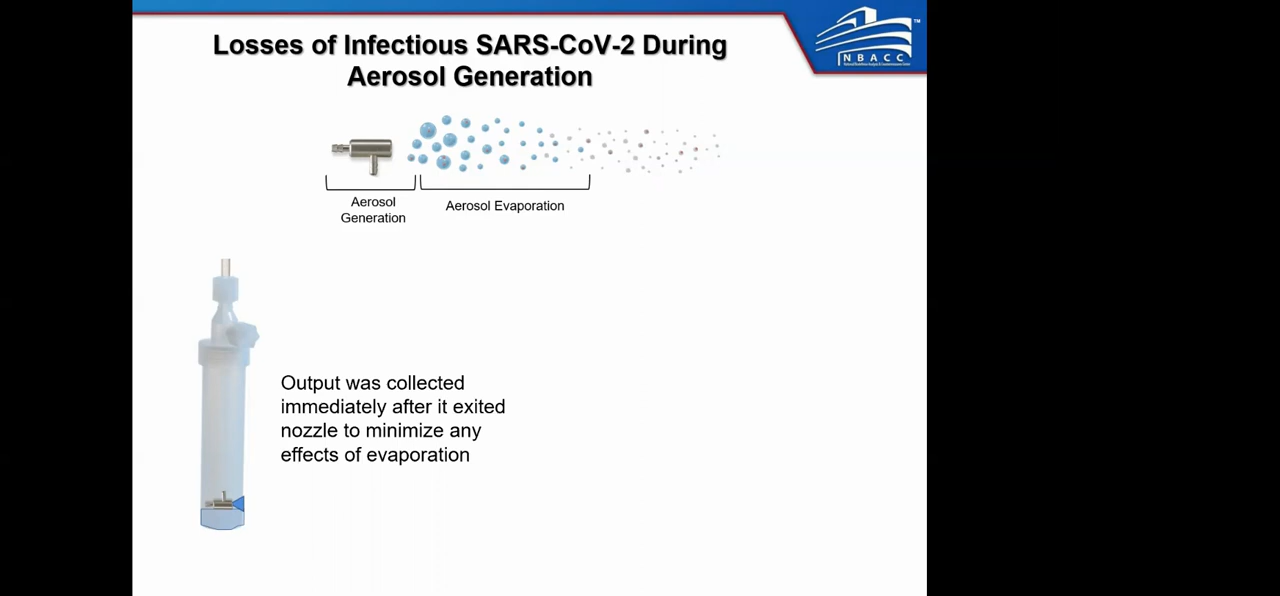 Losses of Infectious SARS-CoV-2 During
Aerosol Generation
NBACC
TM
Aerosol
Generation
Aerosol Evaporation
Output was collected
immediately after it exited
nozzle to minimize any
effects of evaporation